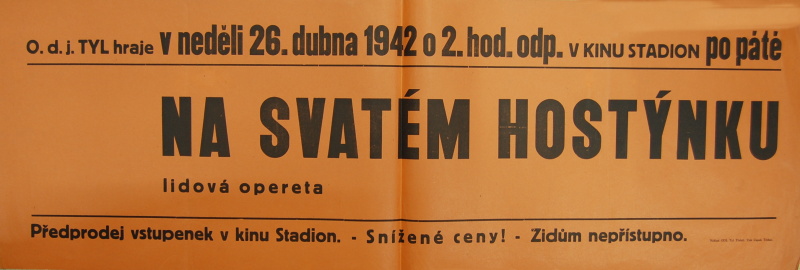 O. d. j. TYL hraje v neděli 26. dubna 1942 o 2. hod. odp. V KINU STADION po páté
NA SVATÉM HOSTÝNKU
lidová opereta
Předprodej vstupenek v kinu Stadion. - Snížené ceny! - Zidům nepřístupno.